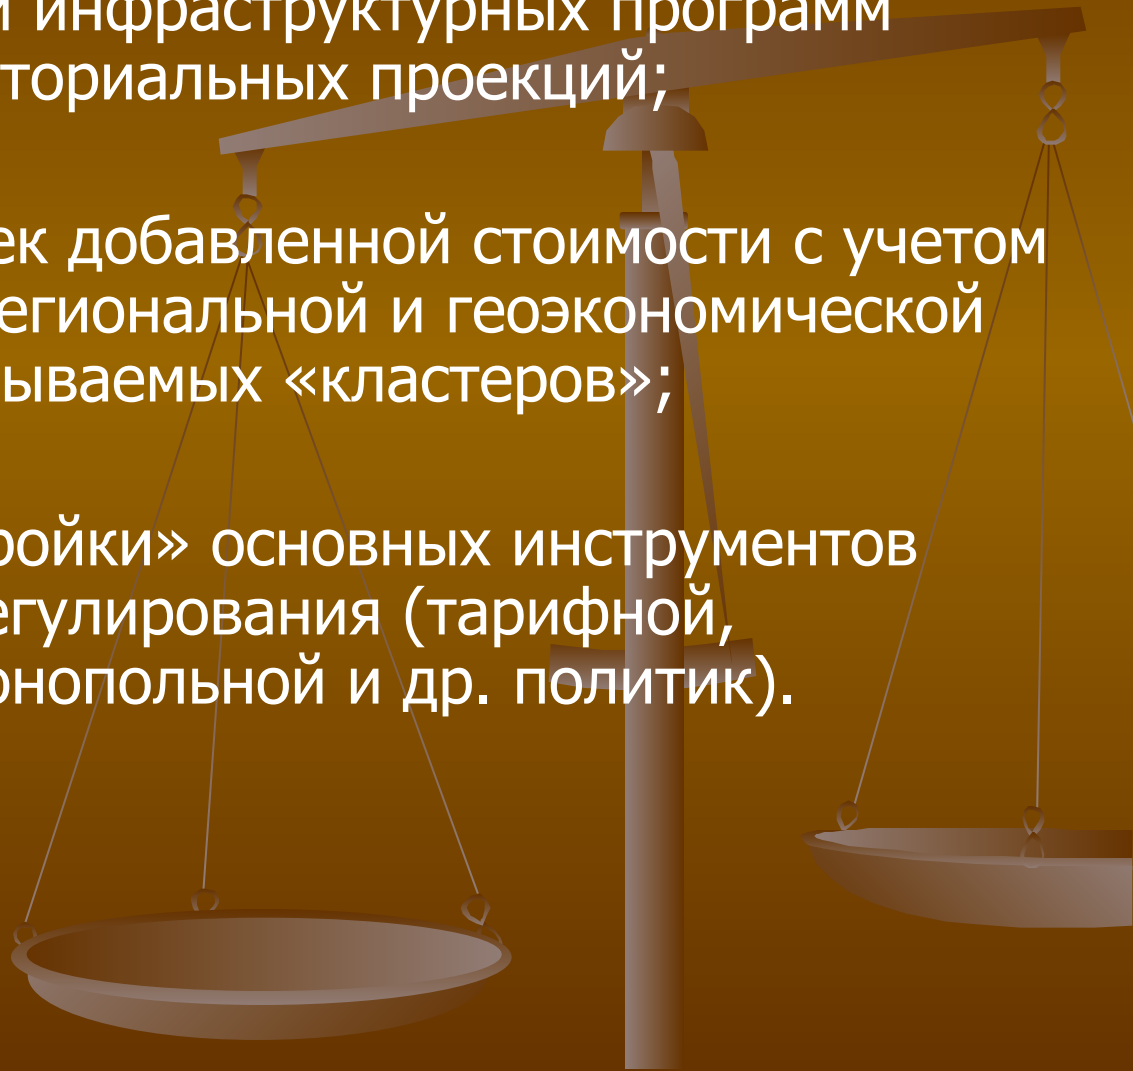 и инфраструктурных программ
ториальных проекций;
ек добавленной стоимости с учетом
егиональной и геоэкономической
зываемых «кластеров»;
ройки» основных инструментов
егулирования (тарифной,
онопольной и др. политик).